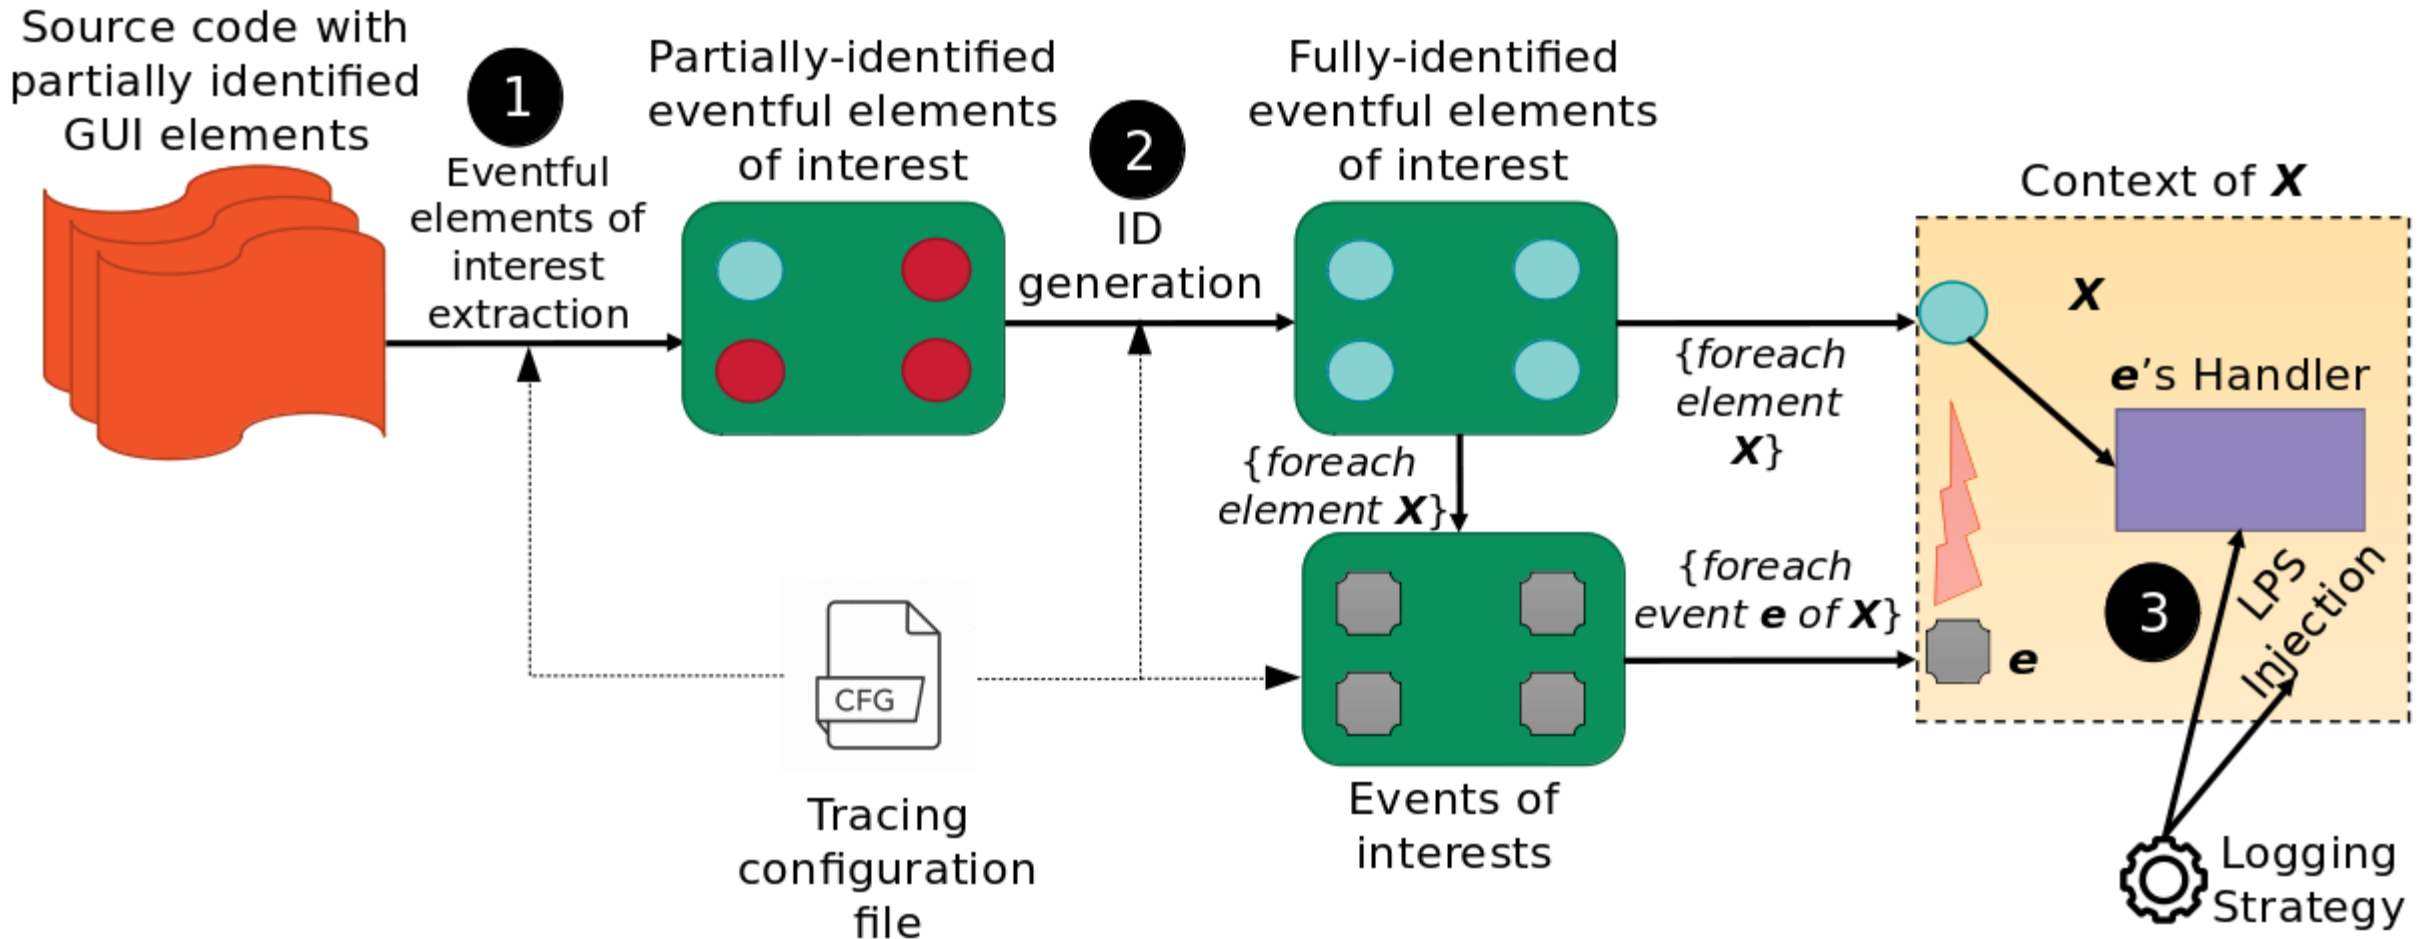 Source code with
partially identified
GUI elements
1
Eventful
elements of
interest
extraction
Partially-identified
eventful elements
of interest
2
ID
generation
Fully-identified
eventful elements
of interest
{foreach
element
X}
{foreach
element X}
{foreach
event e of X}
Context of X
X
e's Handler
e
3
LPS
Injection
CFG
Tracing
configuration
file
Events of
interests
Logging
Strategy